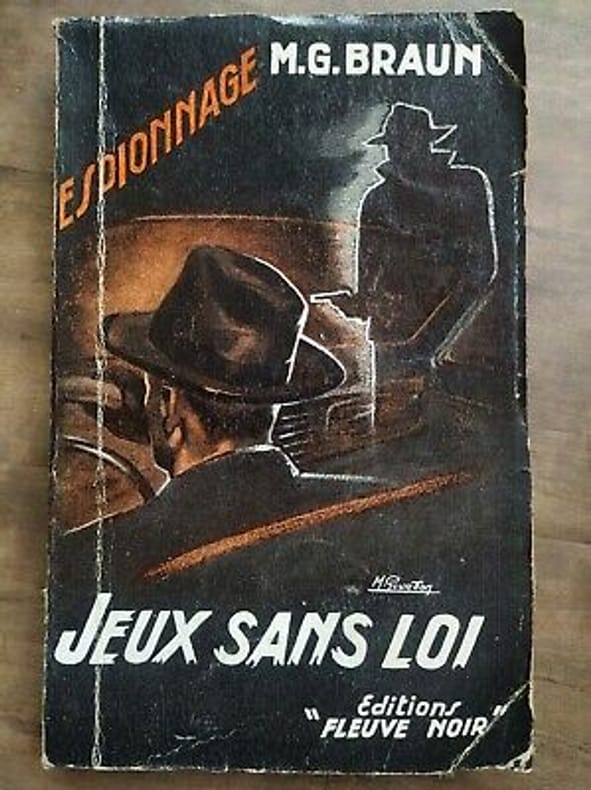 M.G. BRAUN
ESPIONNAGE
JEUX SANS LOI
Editions
"FLEUVE NOIR"